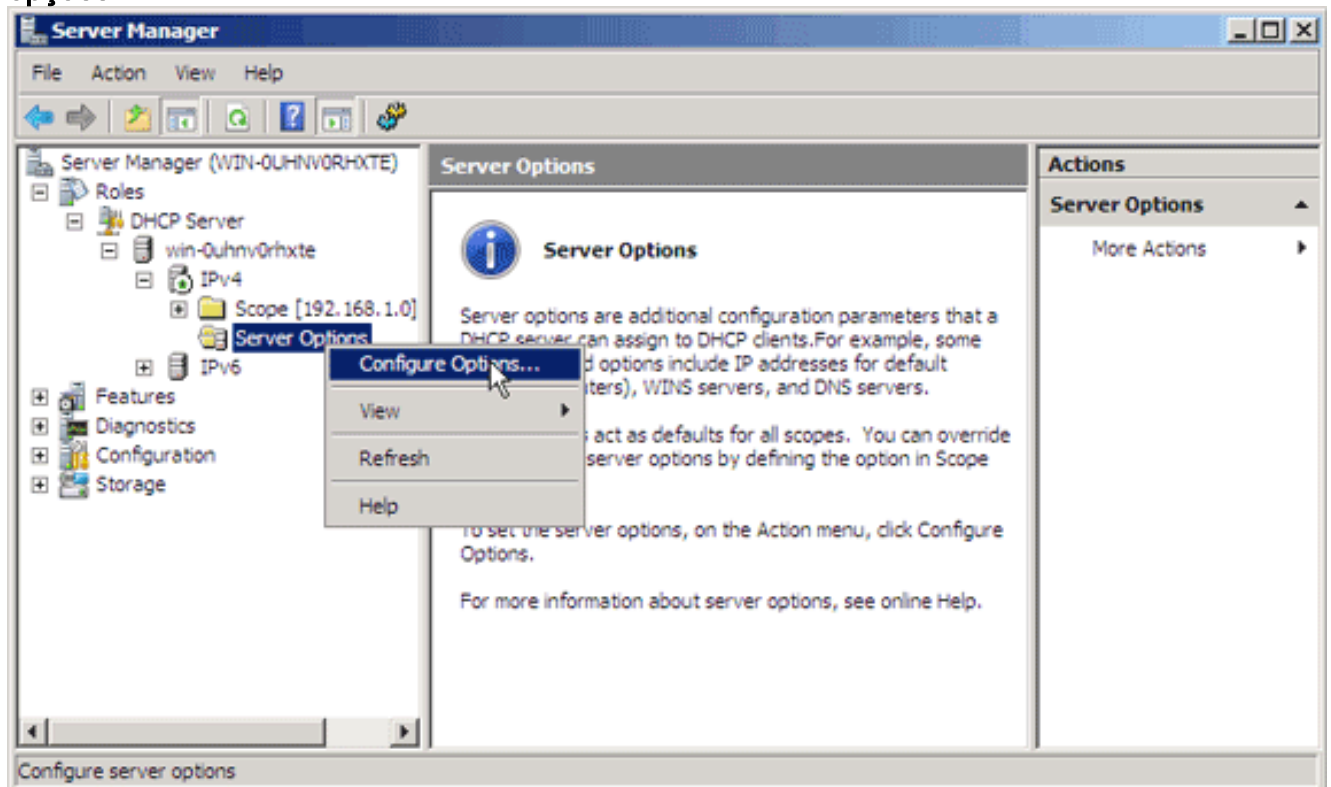 Server Manager
File Action View Help
Server Manager (WIN-0UHNV0RHXTE)
Roles
DHCP Server
win-0uhnv0rhxte
IPv4
Scope [192.168.1.0]
Server Options
IPv6
Features
Diagnostics
Configuration
Storage
Configure Options...
View
Refresh
Help
Server Options
Server Options
Server options are additional configuration parameters that a
DHCP server can assign to DHCP clients.For example, some
d options include IP addresses for default
ters), WINS servers, and DNS servers.
act as defaults for all scopes. You can override
server options by defining the option in Scope
To set the server options, on the Action menu, click Configure
Options.
For more information about server options, see online Help.
Actions
Server Options
More Actions
Configure server options